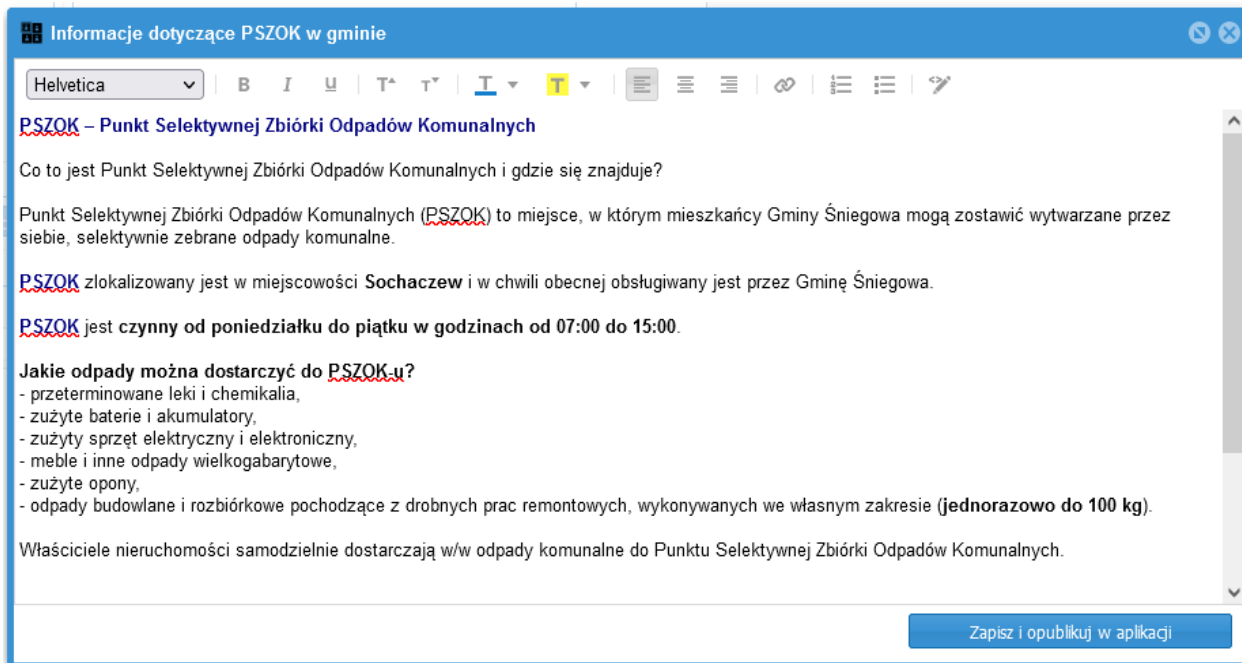 Informacje dotyczące PSZOK w gminie
Helvetica
B I U T T T T
PSZOK – Punkt Selektywnej Zbiórki Odpadów Komunalnych
Co to jest Punkt Selektywnej Zbiórki Odpadów Komunalnych i gdzie się znajduje?
Punkt Selektywnej Zbiórki Odpadów Komunalnych (PSZOK) to miejsce, w którym mieszkańcy Gminy Śniegowa mogą zostawić wytwarzane przez
siebie, selektywnie zebrane odpady komunalne.
PSZOK zlokalizowany jest w miejscowości Sochaczew i w chwili obecnej obsługiwany jest przez Gminę Śniegowa.
PSZOK jest czynny od poniedziałku do piątku w godzinach od 07:00 do 15:00.
Jakie odpady można dostarczyć do PSZOK-u?
- przeterminowane leki i chemikalia,
- zużyte baterie i akumulatory,
- zużyty sprzęt elektryczny i elektroniczny,
- meble i inne odpady wielkogabarytowe,
- zużyte opony,
- odpady budowlane i rozbiórkowe pochodzące z drobnych prac remontowych, wykonywanych we własnym zakresie (jednorazowo do 100 kg).
Właściciele nieruchomości samodzielnie dostarczają w/w odpady komunalne do Punktu Selektywnej Zbiórki Odpadów Komunalnych.
Zapisz i opublikuj w aplikacji